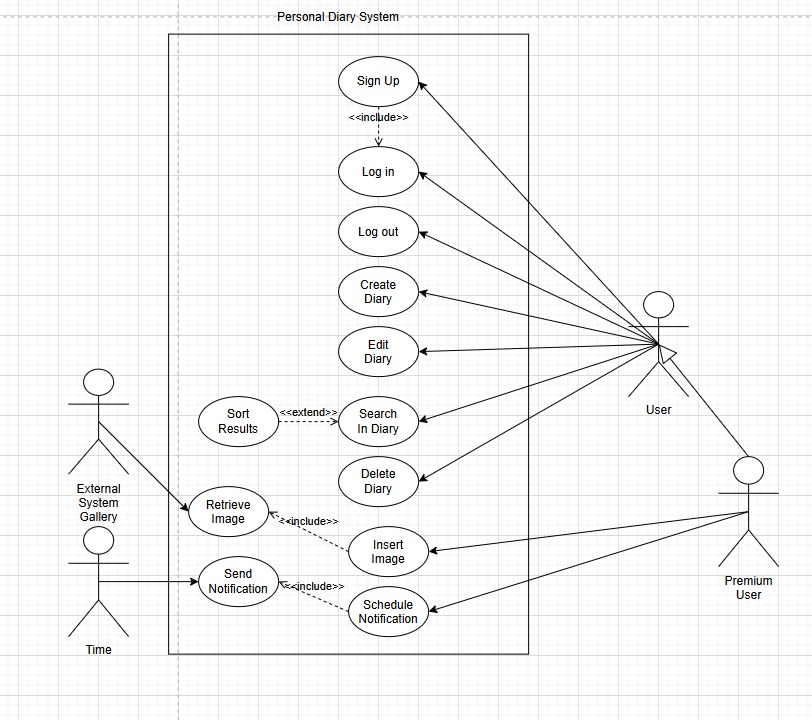 Personal Diary System
Sign Up
<<include>>
Log in
Log out
Create
Diary
Edit
Diary
User
Sort
Results
<<extend>>
Search
In Diary
Delete
Diary
External
System
Gallery
Retrieve
Image
<<include>>
Insert
Image
Send
Notification
<<include>>
Schedule
Notification
Premium
User
Time